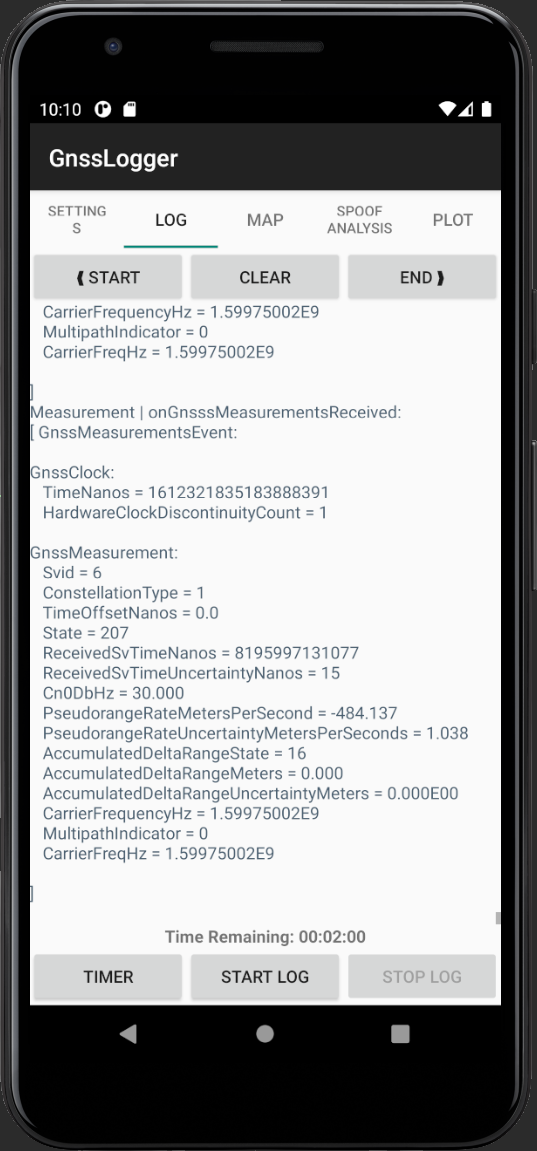 10:10
GnssLogger
SETTING
S
LOG
MAP
SPOOF
ANALYSIS
PLOT
❰ START
CLEAR
END ❱
CarrierFrequencyHz = 1.59975002E9
MultipathIndicator = 0
CarrierFreqHz = 1.59975002E9
]
Measurement | onGnsssMeasurementsReceived:
[ GnssMeasurementsEvent:
GnssClock:
TimeNanos = 1612321835183888391
HardwareClockDiscontinuityCount = 1
GnssMeasurement:
Svid = 6
ConstellationType = 1
TimeOffsetNanos = 0.0
State = 207
ReceivedSvTimeNanos = 8195997131077
ReceivedSvTimeUncertaintyNanos = 15
Cn0DbHz = 30.000
PseudorangeRateMetersPerSecond = -484.137
PseudorangeRateUncertaintyMetersPerSeconds = 1.038
AccumulatedDeltaRangeState = 16
AccumulatedDeltaRangeMeters = 0.000
AccumulatedDeltaRangeUncertaintyMeters = 0.000E00
CarrierFrequencyHz = 1.59975002E9
MultipathIndicator = 0
CarrierFreqHz = 1.59975002E9
]
Time Remaining: 00:02:00
TIMER
START LOG
STOP LOG